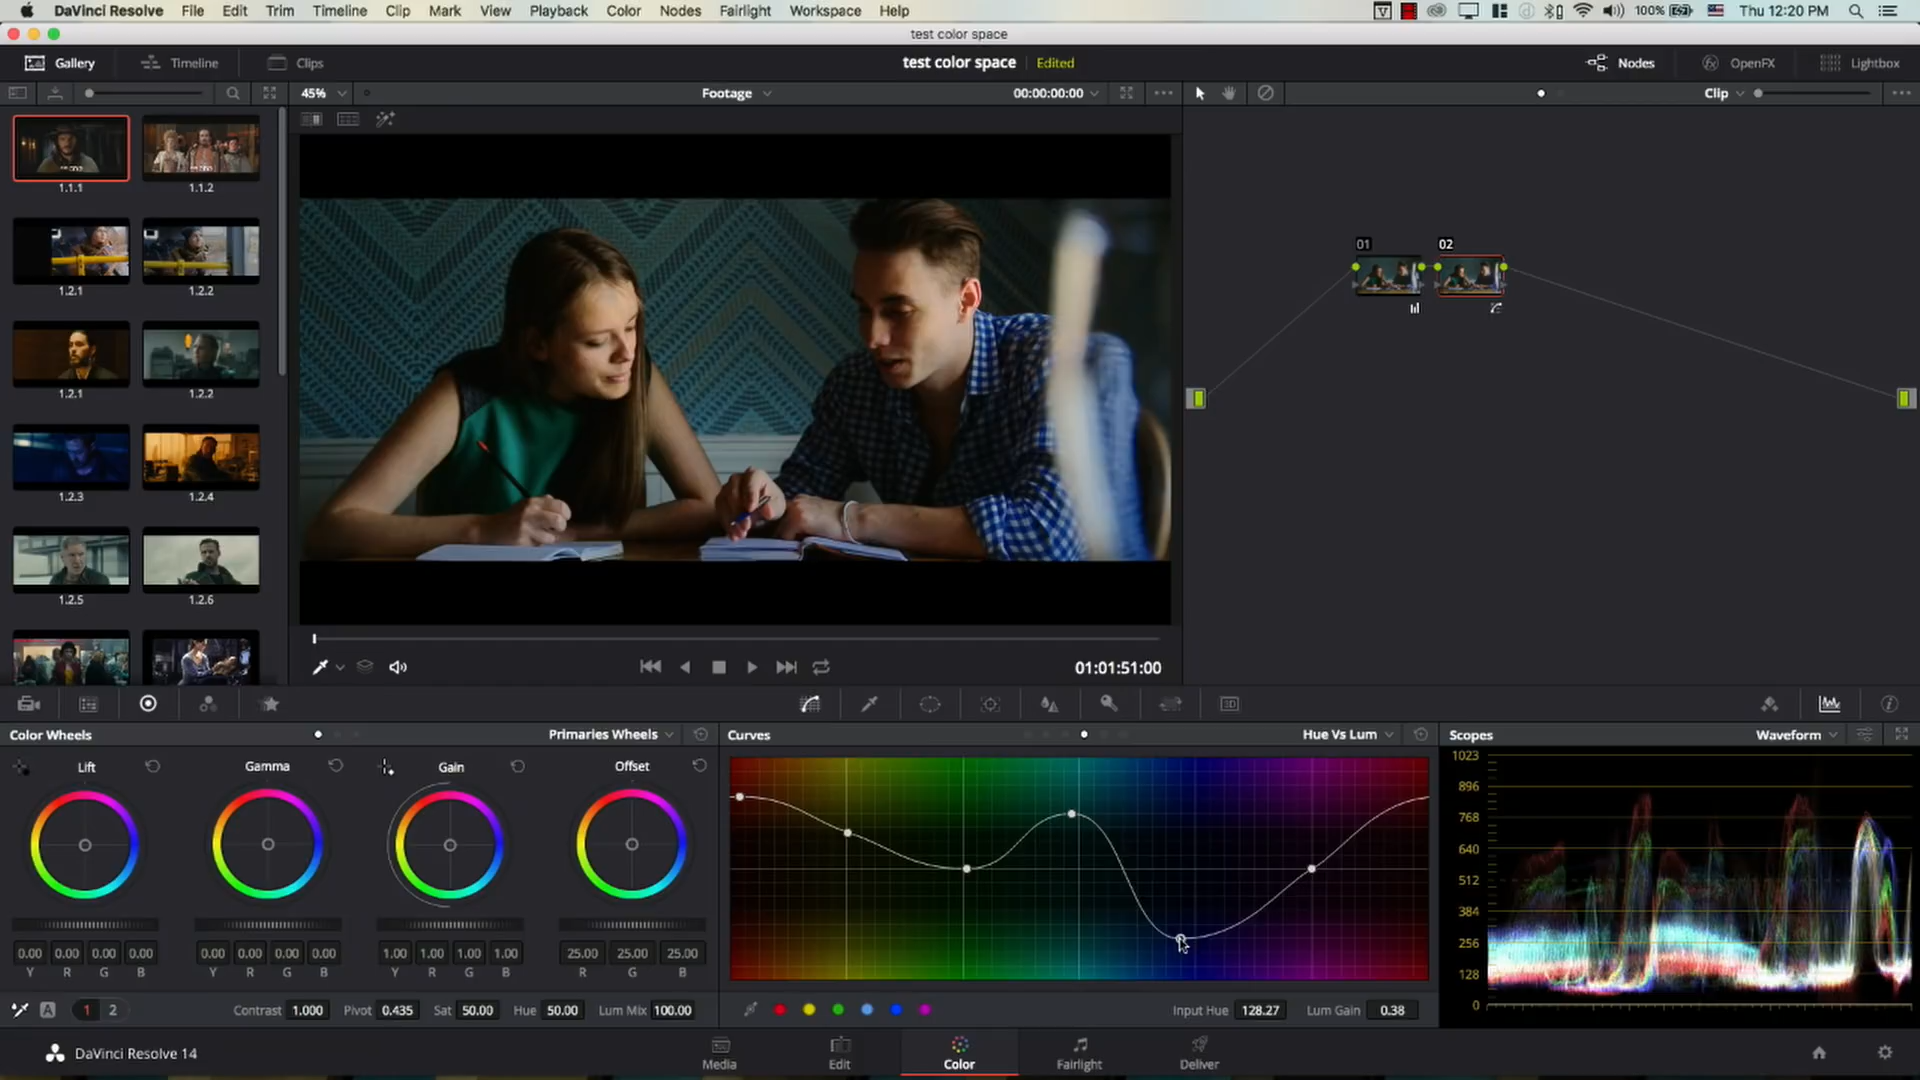 DaVinci Resolve File Edit Trim Timeline Clip Mark View Playback Color Nodes Fairlight Workspace Help 100% Thu 12:20 PM
test color space
Gallery Timeline Clips test color space Edited Nodes OpenFX Lightbox
45% Footage 00:00:00:00 Clip
1.1.1 1.1.2
1.2.1 1.2.2
1.2.1 1.2.2
1.2.3 1.2.4
1.2.5 1.2.6
01 02
01:01:51:00
Color Wheels Primaries Wheels Curves Hue Vs Lum Scopes Waveform
Lift Gamma Gain Offset
0.00 0.00 0.00 0.00 0.00 0.00 0.00 0.00 1.00 1.00 1.00 1.00 25.00 25.00 25.00
Y R G B Y R G B Y R G B R G B
1023
896
768
640
512
384
256
128
0
A 1 2 Contrast 1.000 Pivot 0.435 Sat 50.00 Hue 50.00 Lum Mix 100.00 Input Hue 128.27 Lum Gain 0.38
DaVinci Resolve 14 Media Edit Color Fairlight Deliver